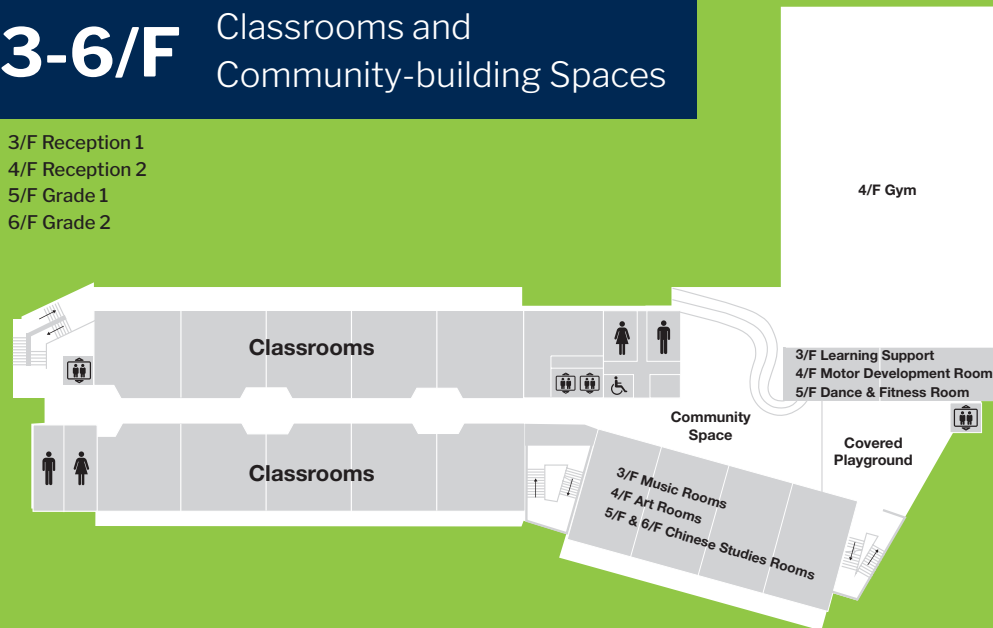 3-6/F
Classrooms and
Community-building Spaces
3/F Reception 1
4/F Reception 2
5/F Grade 1
6/F Grade 2
4/F Gym
Classrooms
3/F Learning Support
4/F Motor Development Room
5/F Dance & Fitness Room
Community
Space
Covered
Playground
Classrooms
3/F Music Rooms
4/F Art Rooms
5/F & 6/F Chinese Studies Rooms